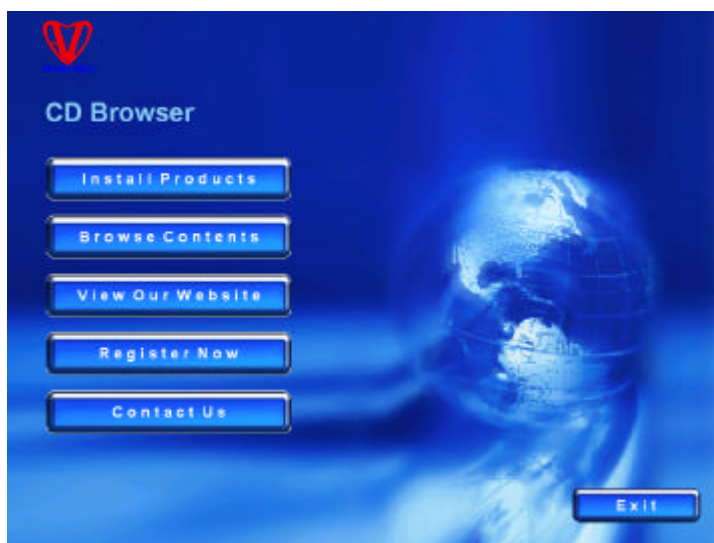 V
CD Browser
Install Products
Browse Contents
View Our Website
Register Now
Contact Us
Exit